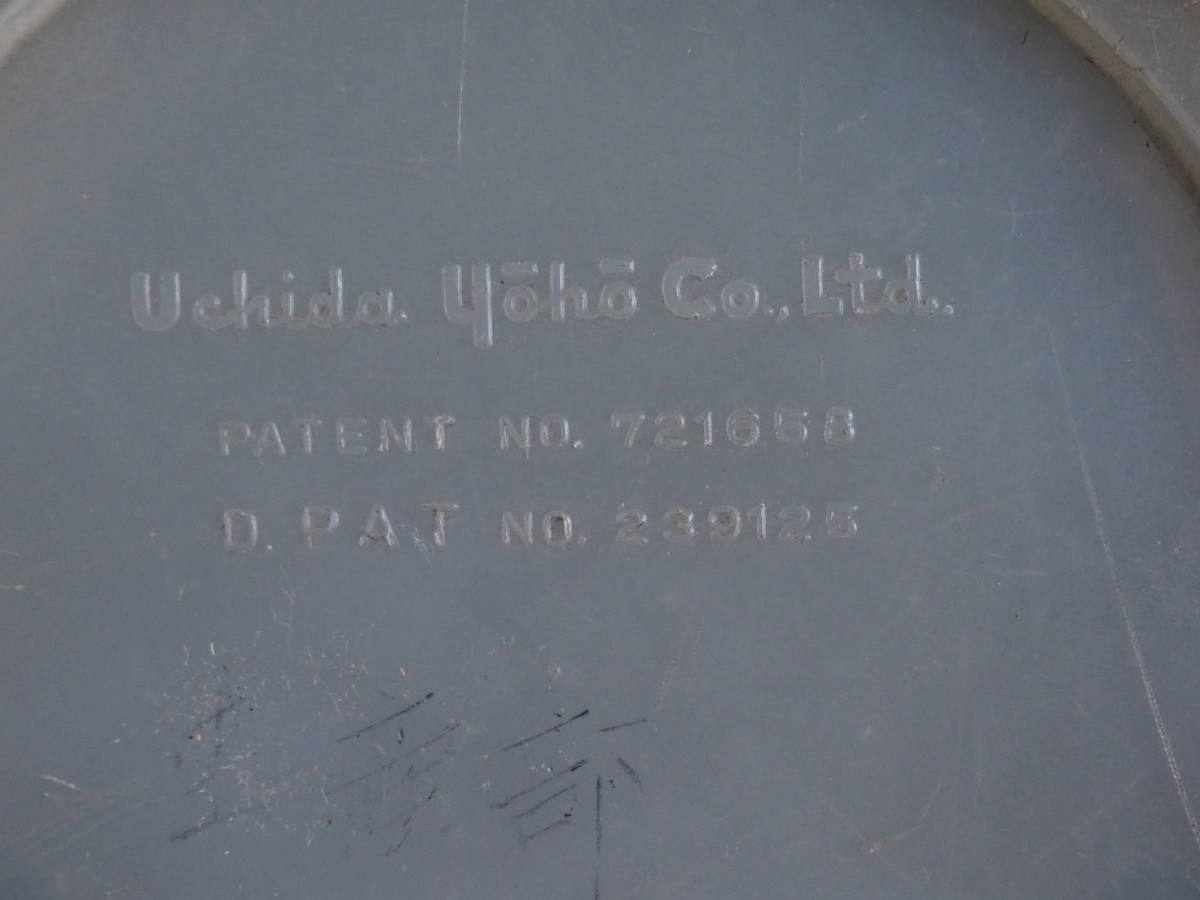 Uchida Yōhō Co., Ltd.
PATENT NO. 721658
D. PAT NO. 239125